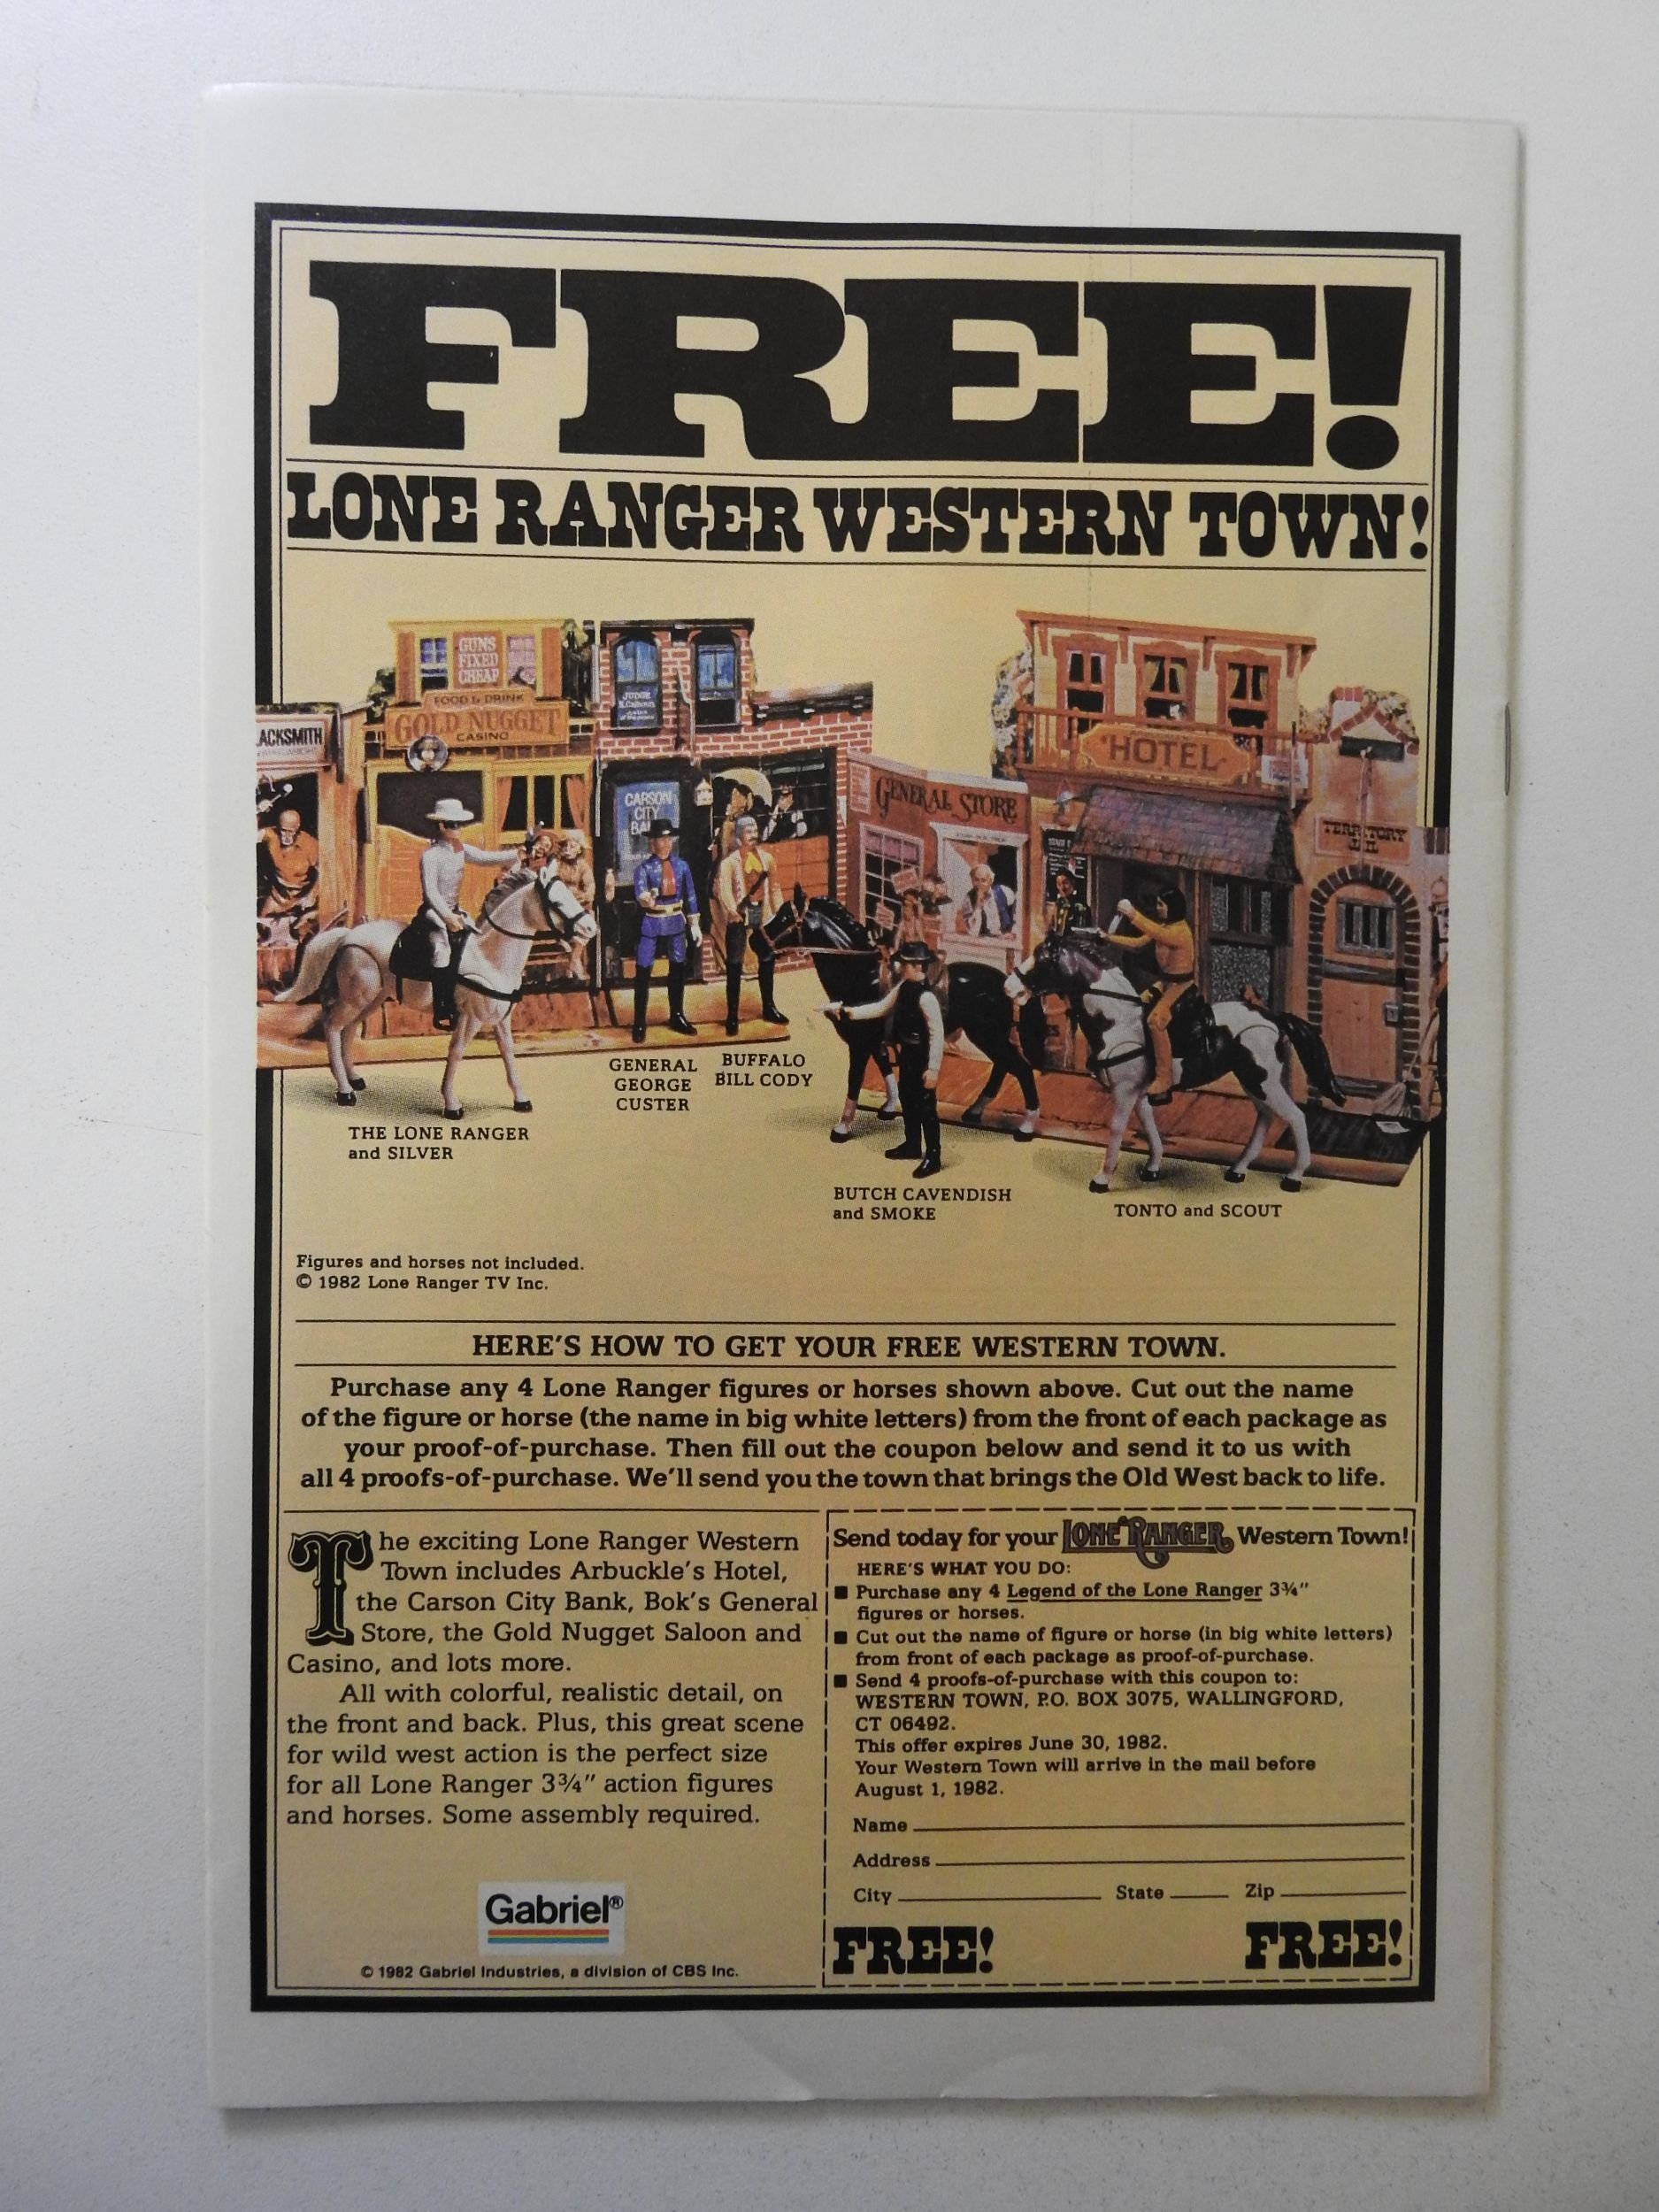 FREE!
LONE RANGER WESTERN TOWN!
GUNS
FIXED
CHEAP
FOOD & DRINK
GOLD NUGGET
CASINO
ACKSMITH
JUDGE
CARSON
CITY
BA
GENERAL STORE
HOTEL
TERRITORY
JAIL
GENERAL
GEORGE
CUSTER
BUFFALO
BILL CODY
THE LONE RANGER
and SILVER
BUTCH CAVENDISH
and SMOKE
TONTO and SCOUT
Figures and horses not included.
© 1982 Lone Ranger TV Inc.
HERE'S HOW TO GET YOUR FREE WESTERN TOWN.
Purchase any 4 Lone Ranger figures or horses shown above. Cut out the name
of the figure or horse (the name in big white letters) from the front of each package as
your proof-of-purchase. Then fill out the coupon below and send it to us with
all 4 proofs-of-purchase. We'll send you the town that brings the Old West back to life.
The exciting Lone Ranger Western
Town includes Arbuckle's Hotel,
the Carson City Bank, Bok's General
Store, the Gold Nugget Saloon and
Casino, and lots more.
All with colorful, realistic detail, on
the front and back. Plus, this great scene
for wild west action is the perfect size
for all Lone Ranger 3¾" action figures
and horses. Some assembly required.
Gabriel®
© 1982 Gabriel Industries, a division of CBS Inc.
Send today for your LONE RANGER Western Town!
HERE'S WHAT YOU DO:
■ Purchase any 4 Legend of the Lone Ranger 3¾"
figures or horses.
■ Cut out the name of figure or horse (in big white letters)
from front of each package as proof-of-purchase.
■ Send 4 proofs-of-purchase with this coupon to:
WESTERN TOWN, P.O. BOX 3075, WALLINGFORD,
CT 06492.
This offer expires June 30, 1982.
Your Western Town will arrive in the mail before
August 1, 1982.
Name
Address
City State Zip
FREE! FREE!